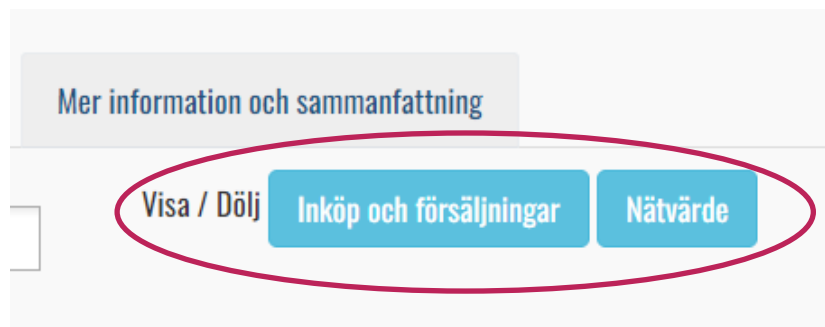 Mer information och sammanfattning
Visa / Dölj Inköp och försäljningar Nätvärde